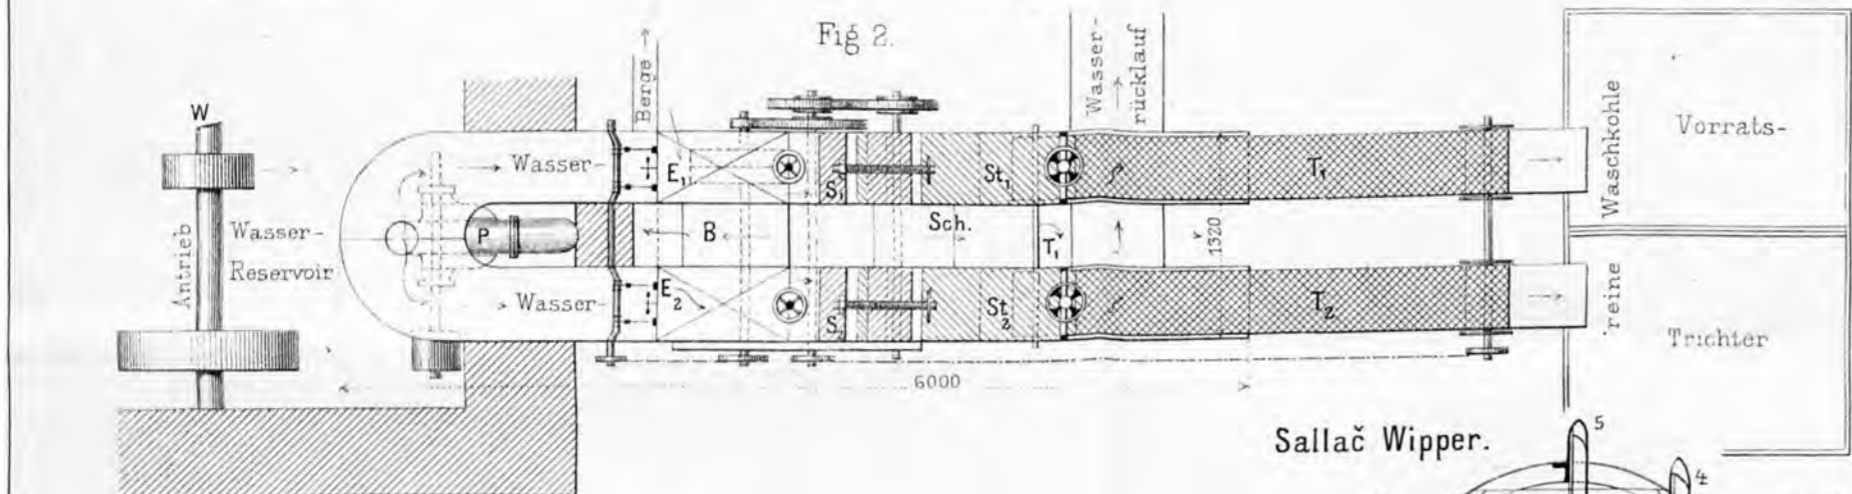 Fig 2.
W
Antrieb
Wasser-
Reservoir
P
Wasser-
Wasser-
Berge
E₁
E₂
B
S₁
S₂
Sch.
St₁
St₂
T₁
Wasser-
rücklauf
1320
T₁
T₂
6000
reine Waschkohle
Vorrats-
Trichter
Sallač Wipper.
5
4